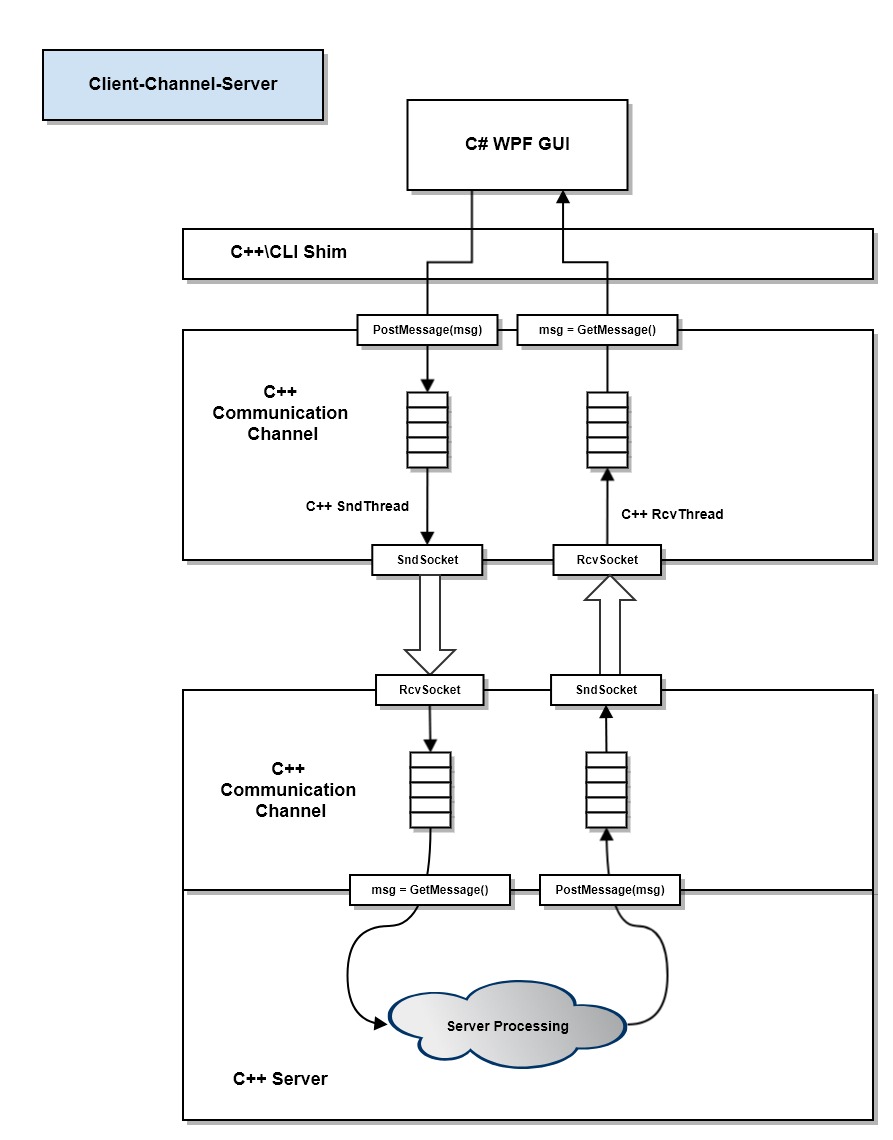 Client-Channel-Server
C# WPF GUI
C++\CLI Shim
PostMessage(msg)
msg = GetMessage()
C++
Communication
Channel
C++ SndThread
C++ RcvThread
SndSocket
RcvSocket
RcvSocket
SndSocket
C++
Communication
Channel
msg = GetMessage()
PostMessage(msg)
Server Processing
C++ Server